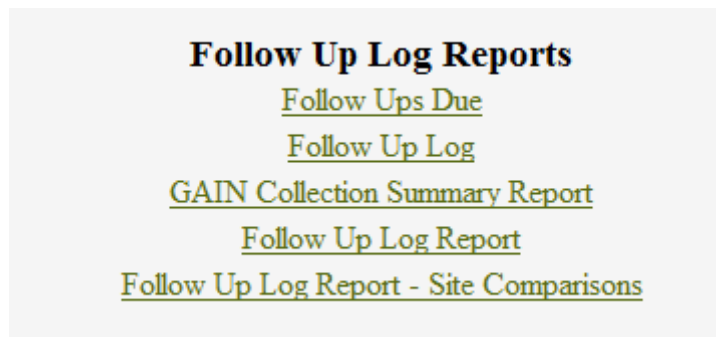 Follow Up Log Reports
Follow Ups Due
Follow Up Log
GAIN Collection Summary Report
Follow Up Log Report
Follow Up Log Report - Site Comparisons